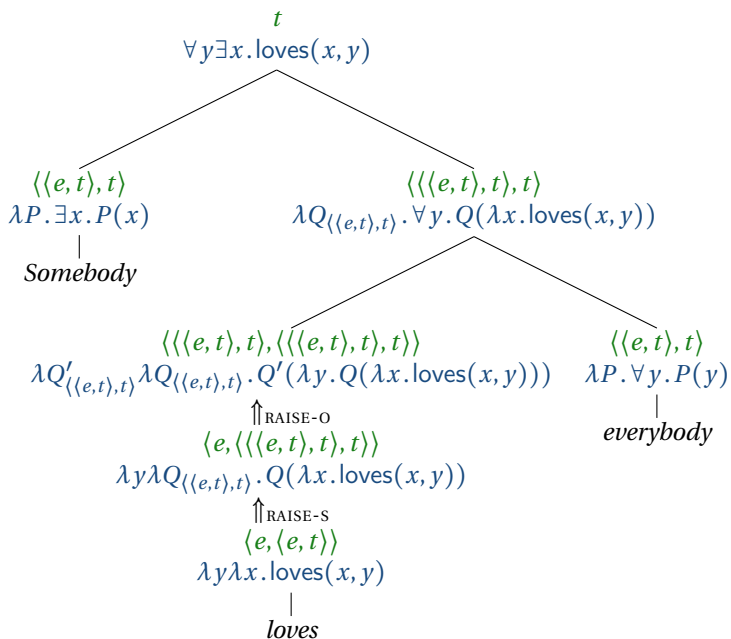 t
∀y∃x.loves(x, y)
⟨⟨e, t⟩, t⟩ ⟨⟨⟨e, t⟩, t⟩, t⟩
λP.∃x.P(x) λQ⟨⟨e,t⟩,t⟩.∀y.Q(λx.loves(x, y))
Somebody
⟨⟨⟨e, t⟩, t⟩, ⟨⟨⟨e, t⟩, t⟩, t⟩⟩ ⟨⟨e, t⟩, t⟩
λQ′⟨⟨e,t⟩,t⟩λQ⟨⟨e,t⟩,t⟩.Q′(λy.Q(λx.loves(x, y))) λP.∀y.P(y)
⇑RAISE-O everybody
⟨e, ⟨⟨⟨e, t⟩, t⟩, t⟩⟩
λyλQ⟨⟨e,t⟩,t⟩.Q(λx.loves(x, y))
⇑RAISE-S
⟨e, ⟨e, t⟩⟩
λyλx.loves(x, y)
loves